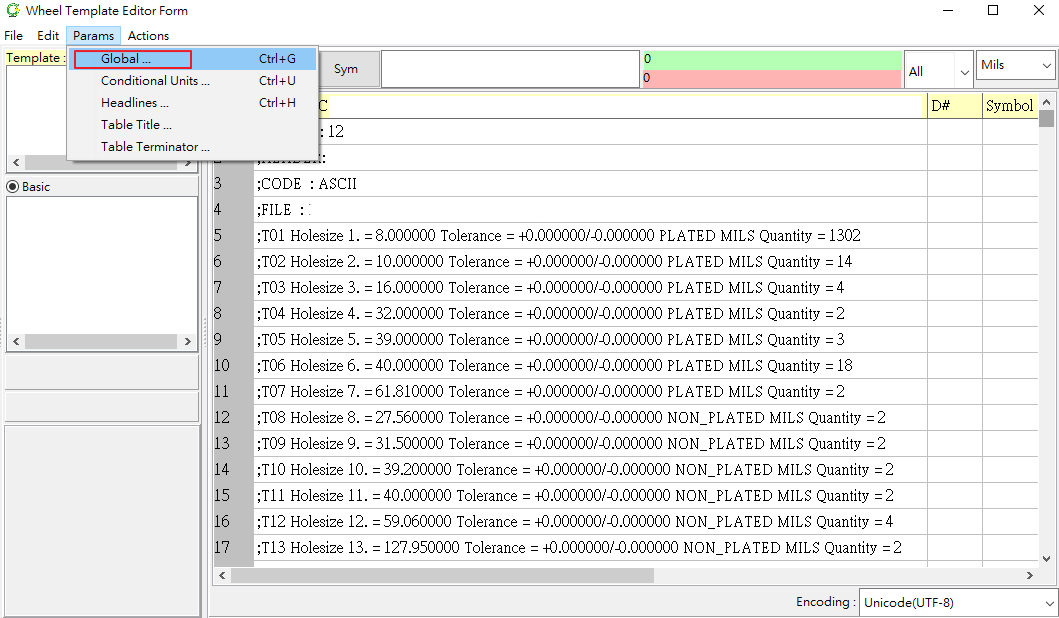 Wheel Template Editor Form
File Edit Params Actions
Template :
Global ... Ctrl+G
Conditional Units ... Ctrl+U
Headlines ... Ctrl+H
Table Title ...
Table Terminator ...
Sym
0
0
All
Mils
Basic
C D# Symbol
: 12
3 ;CODE : ASCII
4 ;FILE :
5 ;T01 Holesize 1. = 8.000000 Tolerance = +0.000000/-0.000000 PLATED MILS Quantity = 1302
6 ;T02 Holesize 2. = 10.000000 Tolerance = +0.000000/-0.000000 PLATED MILS Quantity = 14
7 ;T03 Holesize 3. = 16.000000 Tolerance = +0.000000/-0.000000 PLATED MILS Quantity = 4
8 ;T04 Holesize 4. = 32.000000 Tolerance = +0.000000/-0.000000 PLATED MILS Quantity = 2
9 ;T05 Holesize 5. = 39.000000 Tolerance = +0.000000/-0.000000 PLATED MILS Quantity = 3
10 ;T06 Holesize 6. = 40.000000 Tolerance = +0.000000/-0.000000 PLATED MILS Quantity = 18
11 ;T07 Holesize 7. = 61.810000 Tolerance = +0.000000/-0.000000 PLATED MILS Quantity = 2
12 ;T08 Holesize 8. = 27.560000 Tolerance = +0.000000/-0.000000 NON_PLATED MILS Quantity = 2
13 ;T09 Holesize 9. = 31.500000 Tolerance = +0.000000/-0.000000 NON_PLATED MILS Quantity = 2
14 ;T10 Holesize 10. = 39.200000 Tolerance = +0.000000/-0.000000 NON_PLATED MILS Quantity = 2
15 ;T11 Holesize 11. = 40.000000 Tolerance = +0.000000/-0.000000 NON_PLATED MILS Quantity = 2
16 ;T12 Holesize 12. = 59.060000 Tolerance = +0.000000/-0.000000 NON_PLATED MILS Quantity = 4
17 ;T13 Holesize 13. = 127.950000 Tolerance = +0.000000/-0.000000 NON_PLATED MILS Quantity = 2
Encoding : Unicode(UTF-8)